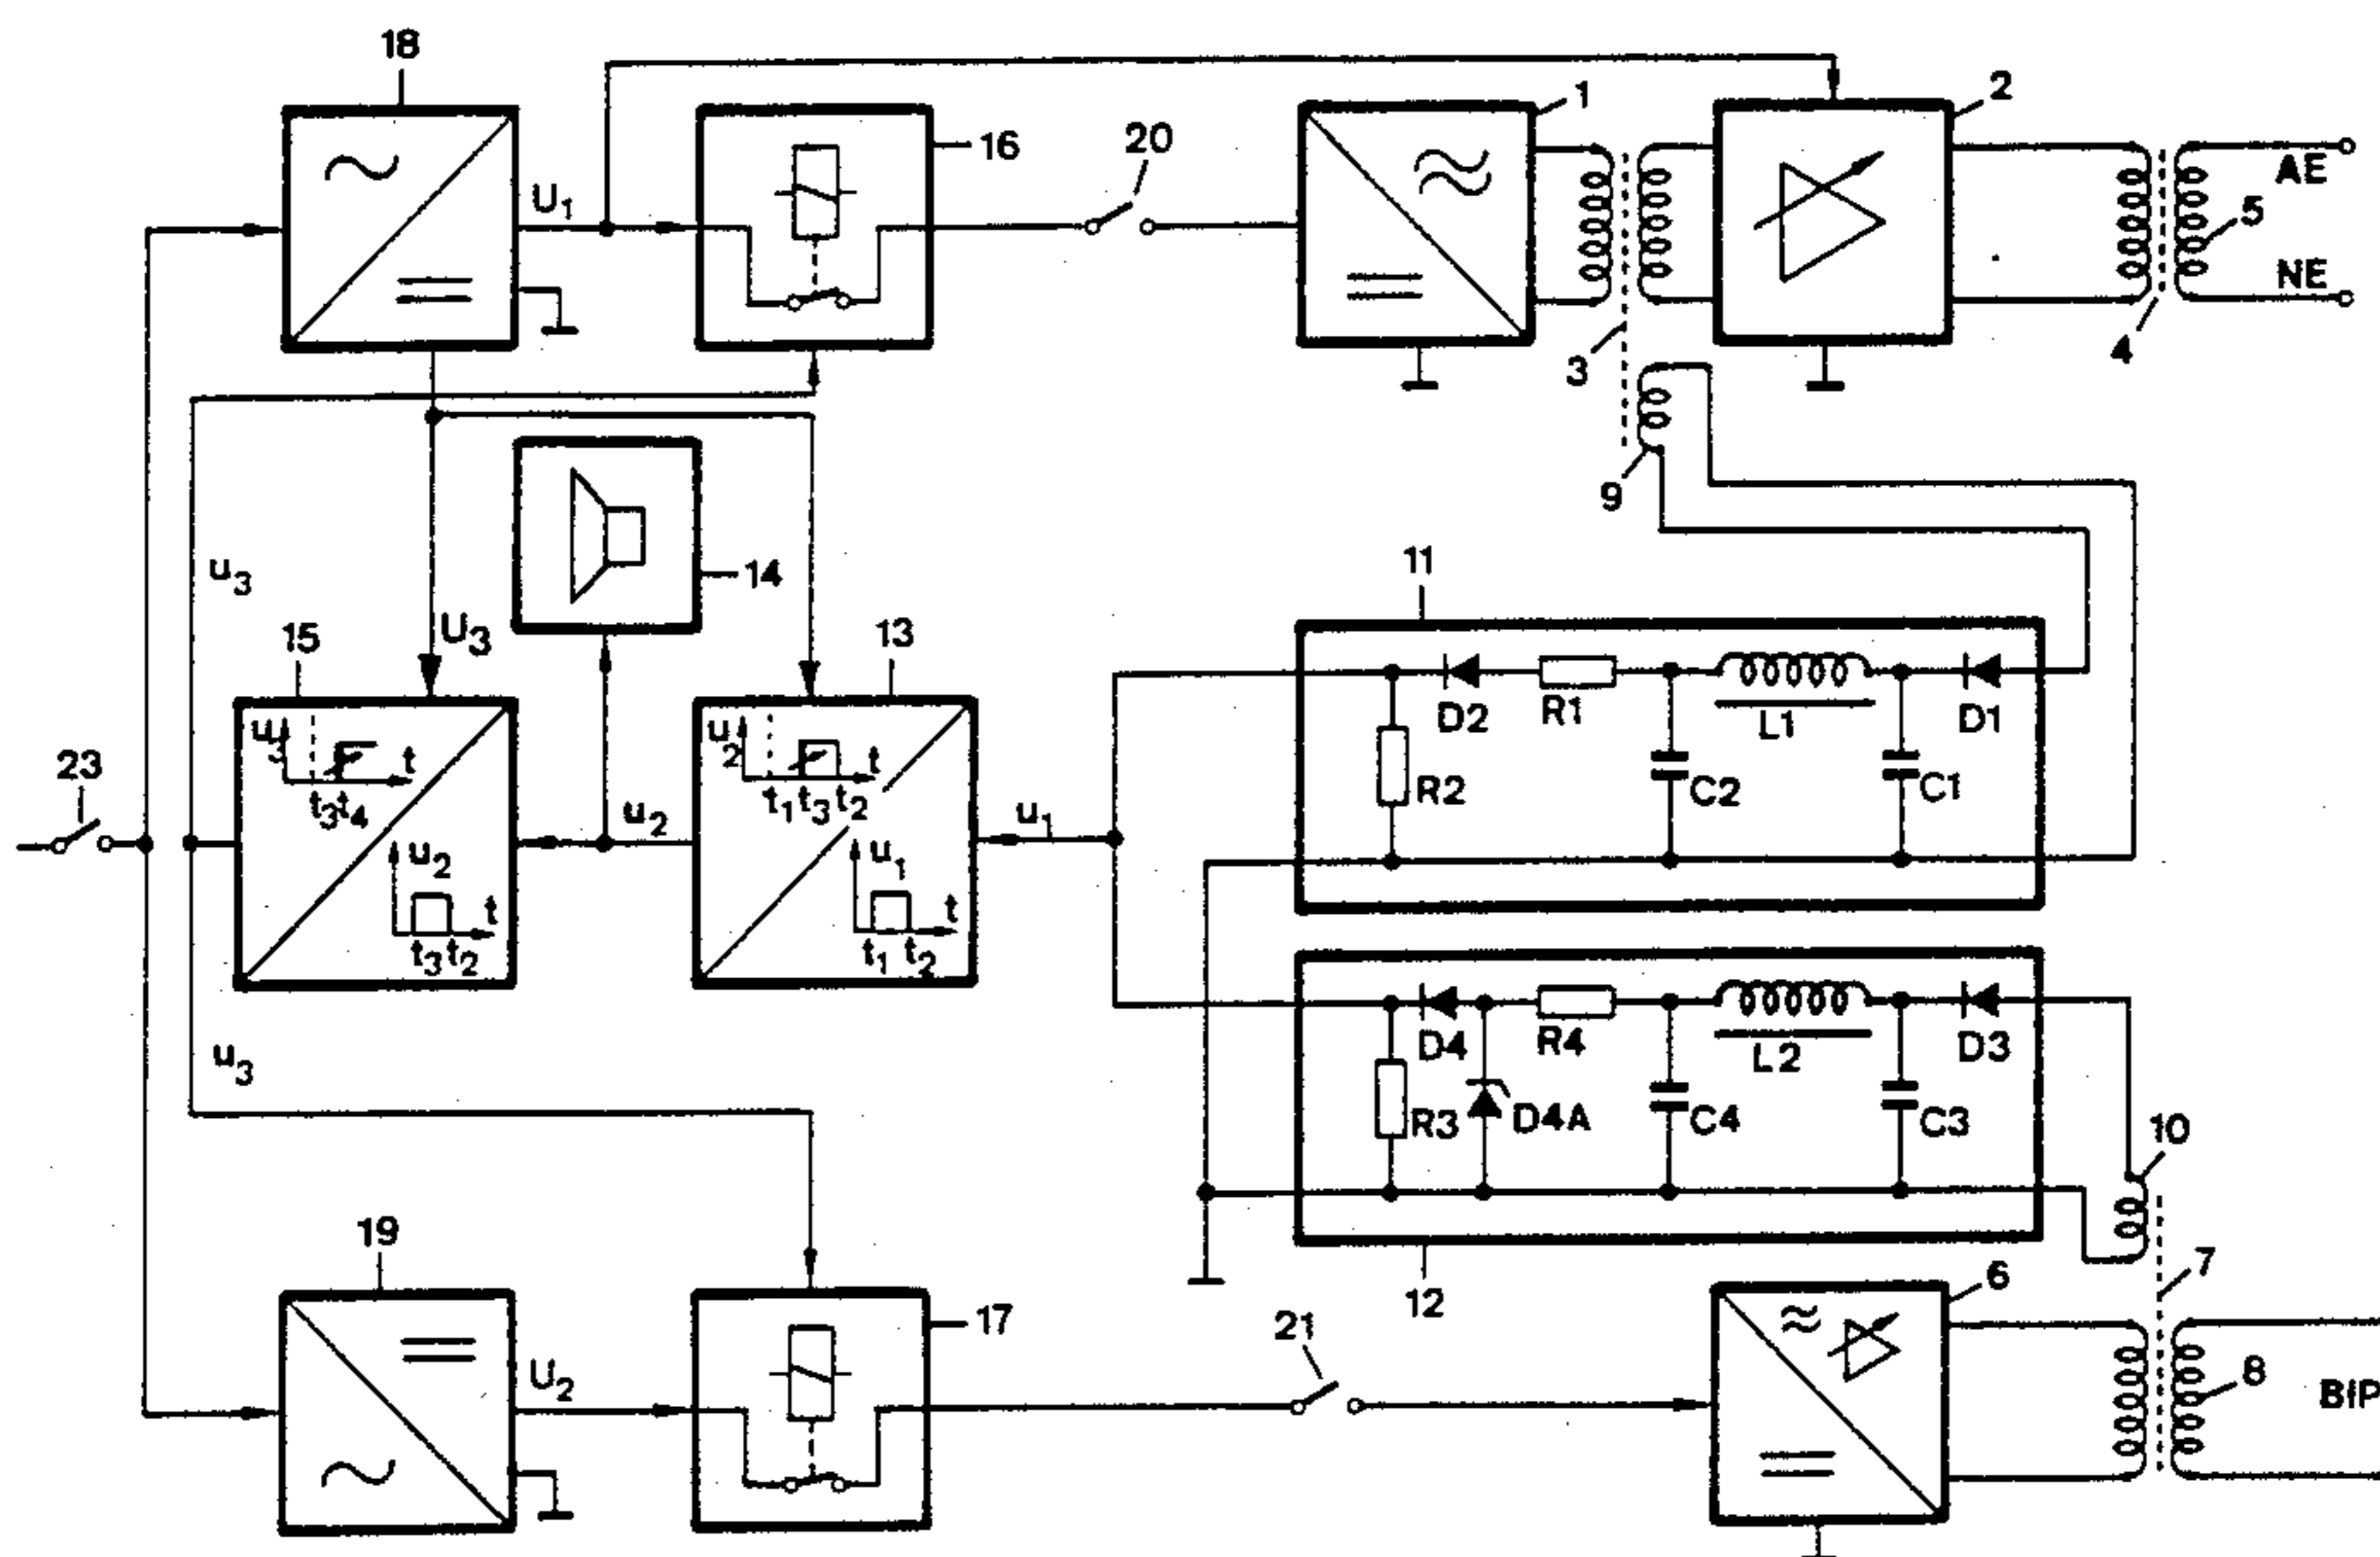 18
1
2
16
20
U1
AE
5
NE
3
4
9
u3
14
11
U3
15
13
D2
R1
L1
D1
u3
t
t3 t4
u2
t
t1 t3 t2
R2
C2
C1
23
u2
u1
u2
t
t3 t2
u1
t
t1 t2
D4
R4
L2
D3
u3
R3
D4A
C4
C3
10
19
7
12
6
17
21
U2
8
BIP